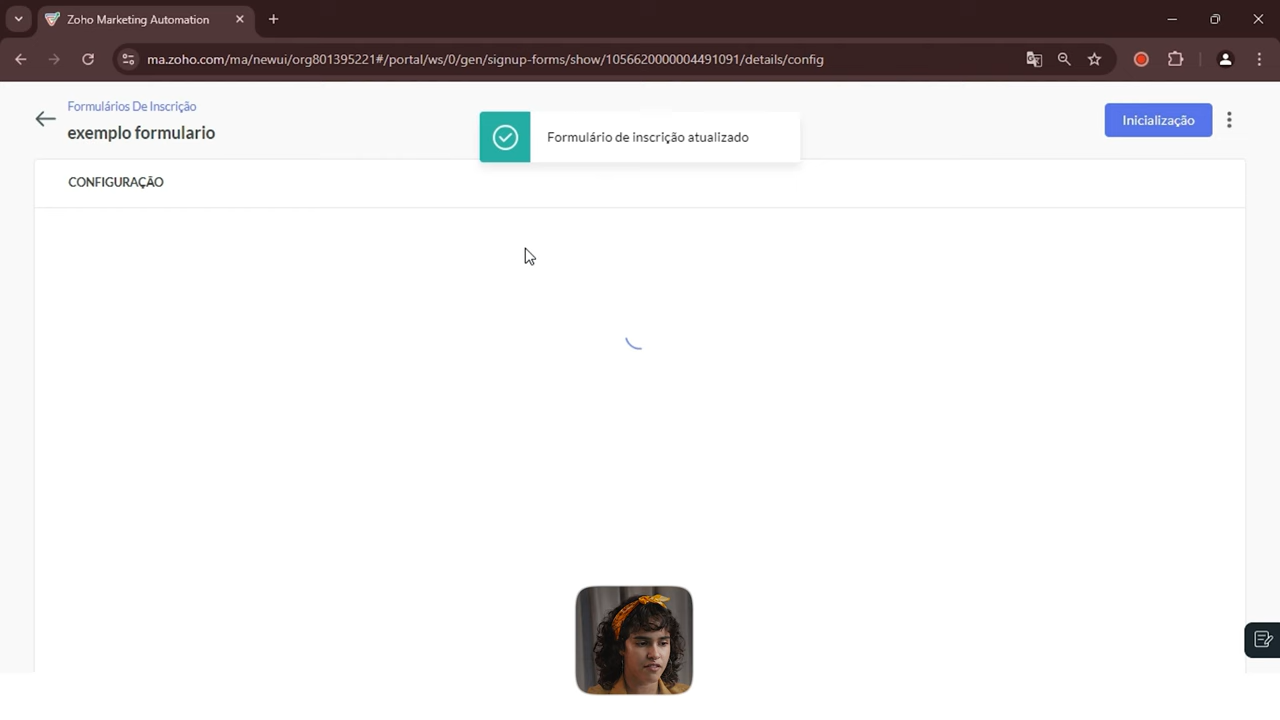 Zoho Marketing Automation
ma.zoho.com/ma/newui/org801395221#/portal/ws/0/gen/signup-forms/show/1056620000004491091/details/config
Formulários De Inscrição
exemplo formulario
Formulário de inscrição atualizado
Inicialização
CONFIGURAÇÃO